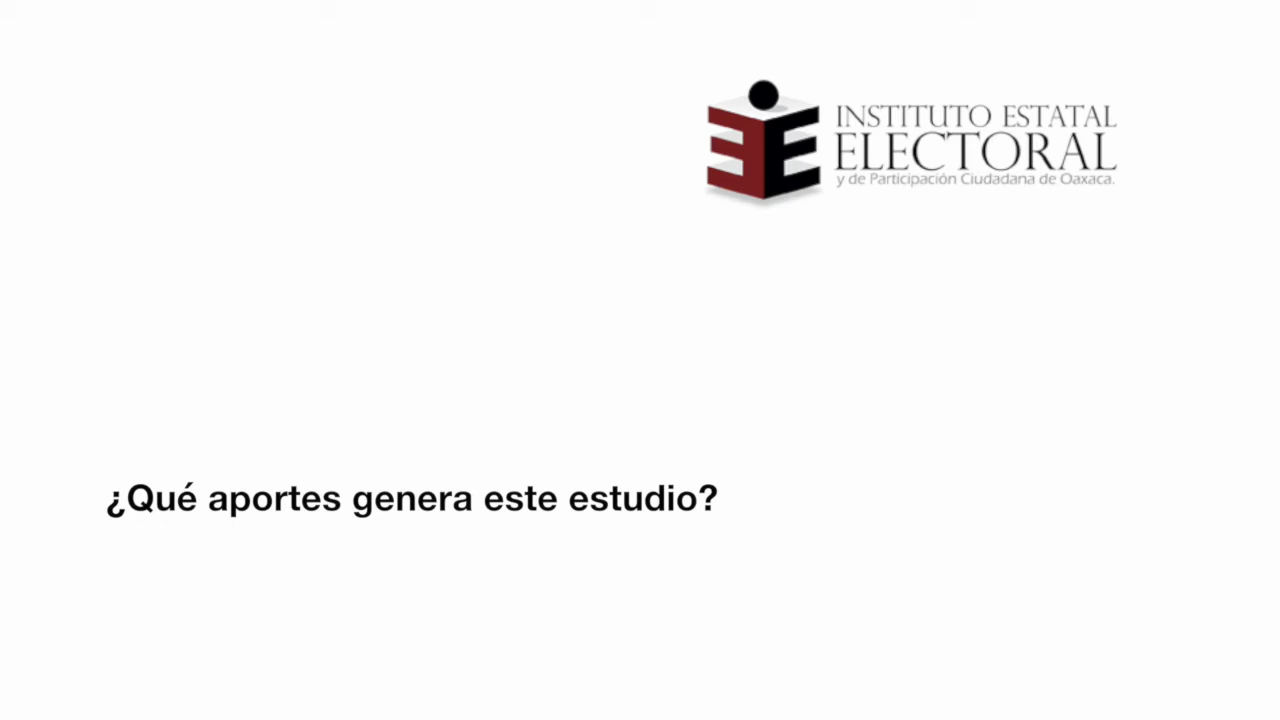 INSTITUTO ESTATAL
ELECTORAL
y de Participación Ciudadana de Oaxaca.
¿Qué aportes genera este estudio?